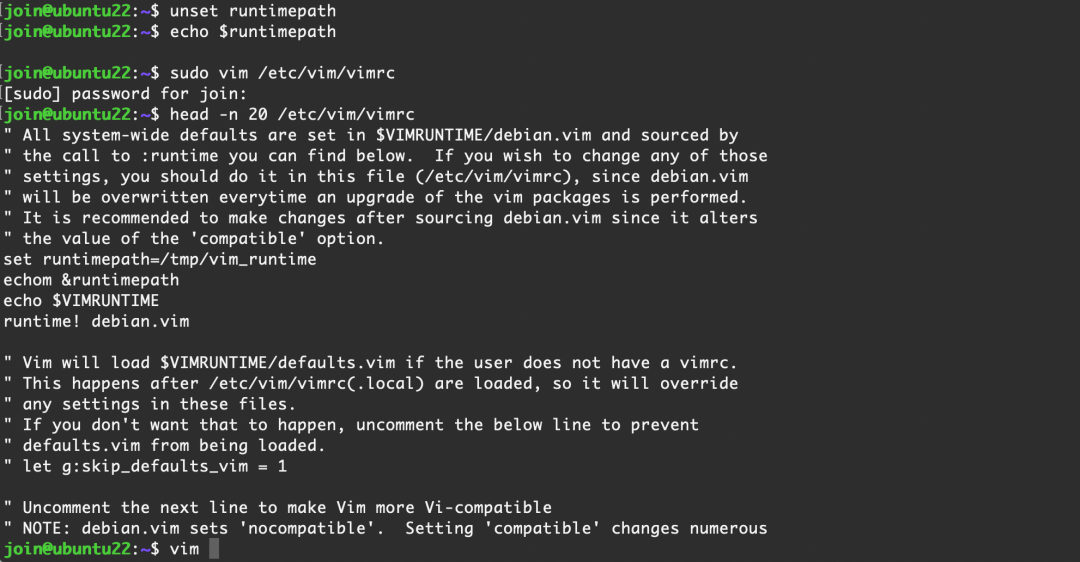 [join@ubuntu22:~$ unset runtimepath
[join@ubuntu22:~$ echo $runtimepath

[join@ubuntu22:~$ sudo vim /etc/vim/vimrc
[[sudo] password for join:
[join@ubuntu22:~$ head -n 20 /etc/vim/vimrc
" All system-wide defaults are set in $VIMRUNTIME/debian.vim and sourced by
" the call to :runtime you can find below.  If you wish to change any of those
" settings, you should do it in this file (/etc/vim/vimrc), since debian.vim
" will be overwritten everytime an upgrade of the vim packages is performed.
" It is recommended to make changes after sourcing debian.vim since it alters
" the value of the 'compatible' option.
set runtimepath=/tmp/vim_runtime
echom &runtimepath
echo $VIMRUNTIME
runtime! debian.vim

" Vim will load $VIMRUNTIME/defaults.vim if the user does not have a vimrc.
" This happens after /etc/vim/vimrc(.local) are loaded, so it will override
" any settings in these files.
" If you don't want that to happen, uncomment the below line to prevent
" defaults.vim from being loaded.
" let g:skip_defaults_vim = 1

" Uncomment the next line to make Vim more Vi-compatible
" NOTE: debian.vim sets 'nocompatible'.  Setting 'compatible' changes numerous
join@ubuntu22:~$ vim